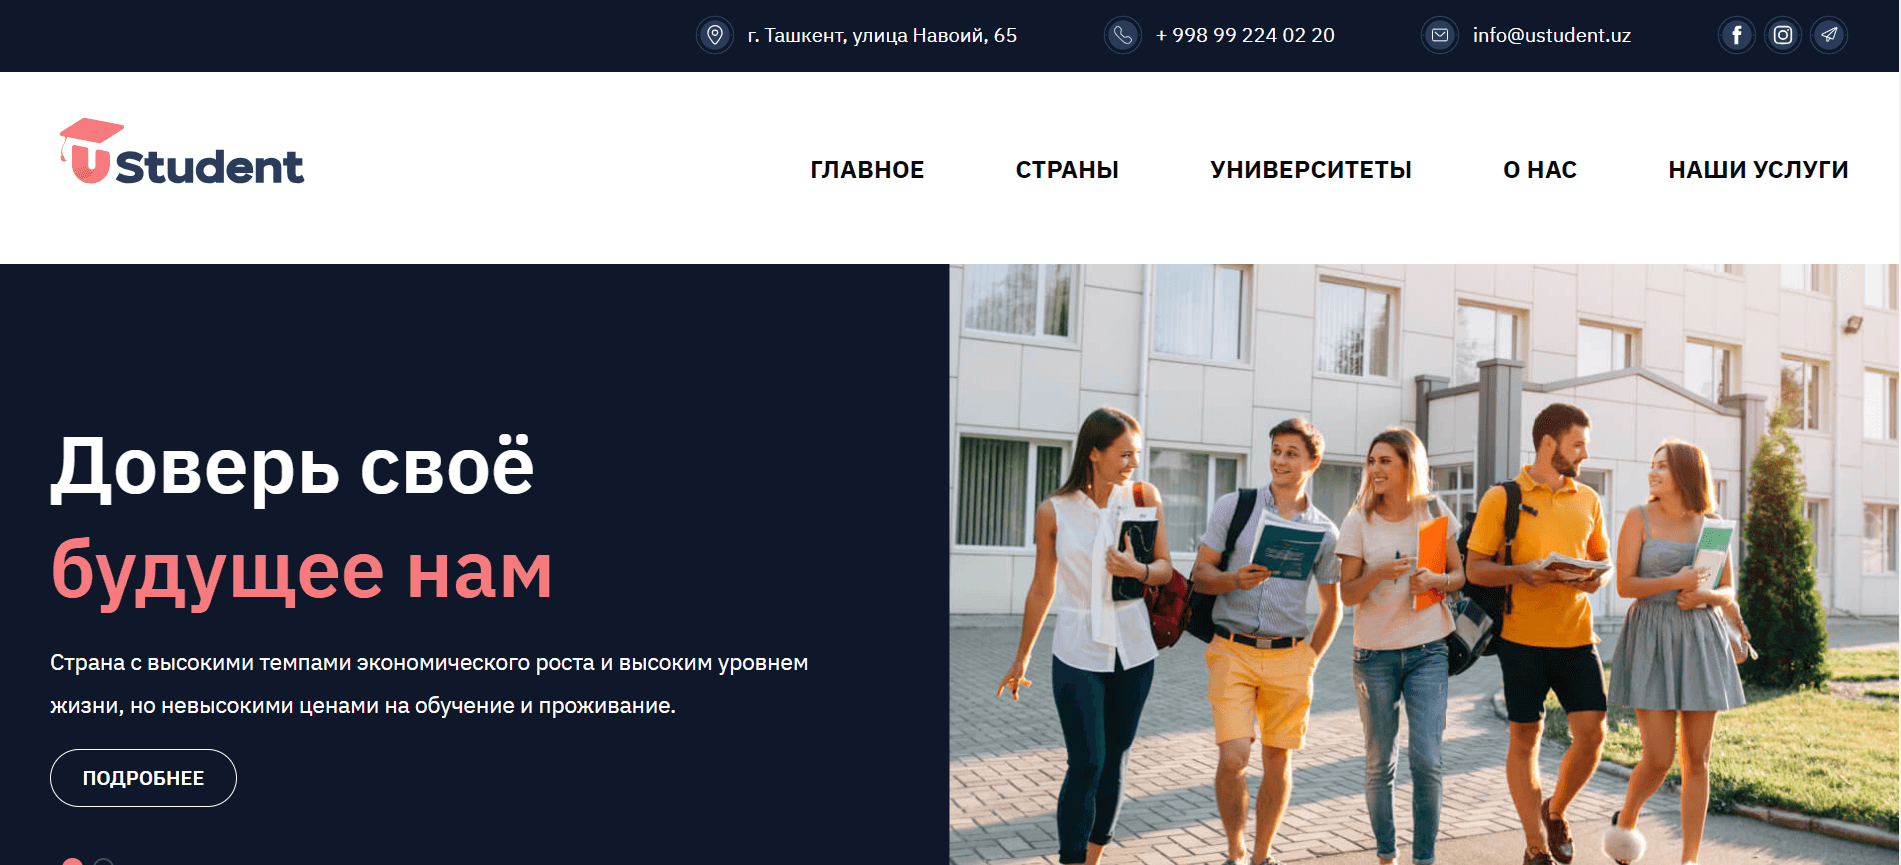 г. Ташкент, улица Навоий, 65
+ 998 99 224 02 20
info@ustudent.uz
UStudent
ГЛАВНОЕ
СТРАНЫ
УНИВЕРСИТЕТЫ
О НАС
НАШИ УСЛУГИ
Доверь своё
будущее нам
Страна с высокими темпами экономического роста и высоким уровнем
жизни, но невысокими ценами на обучение и проживание.
ПОДРОБНЕЕ